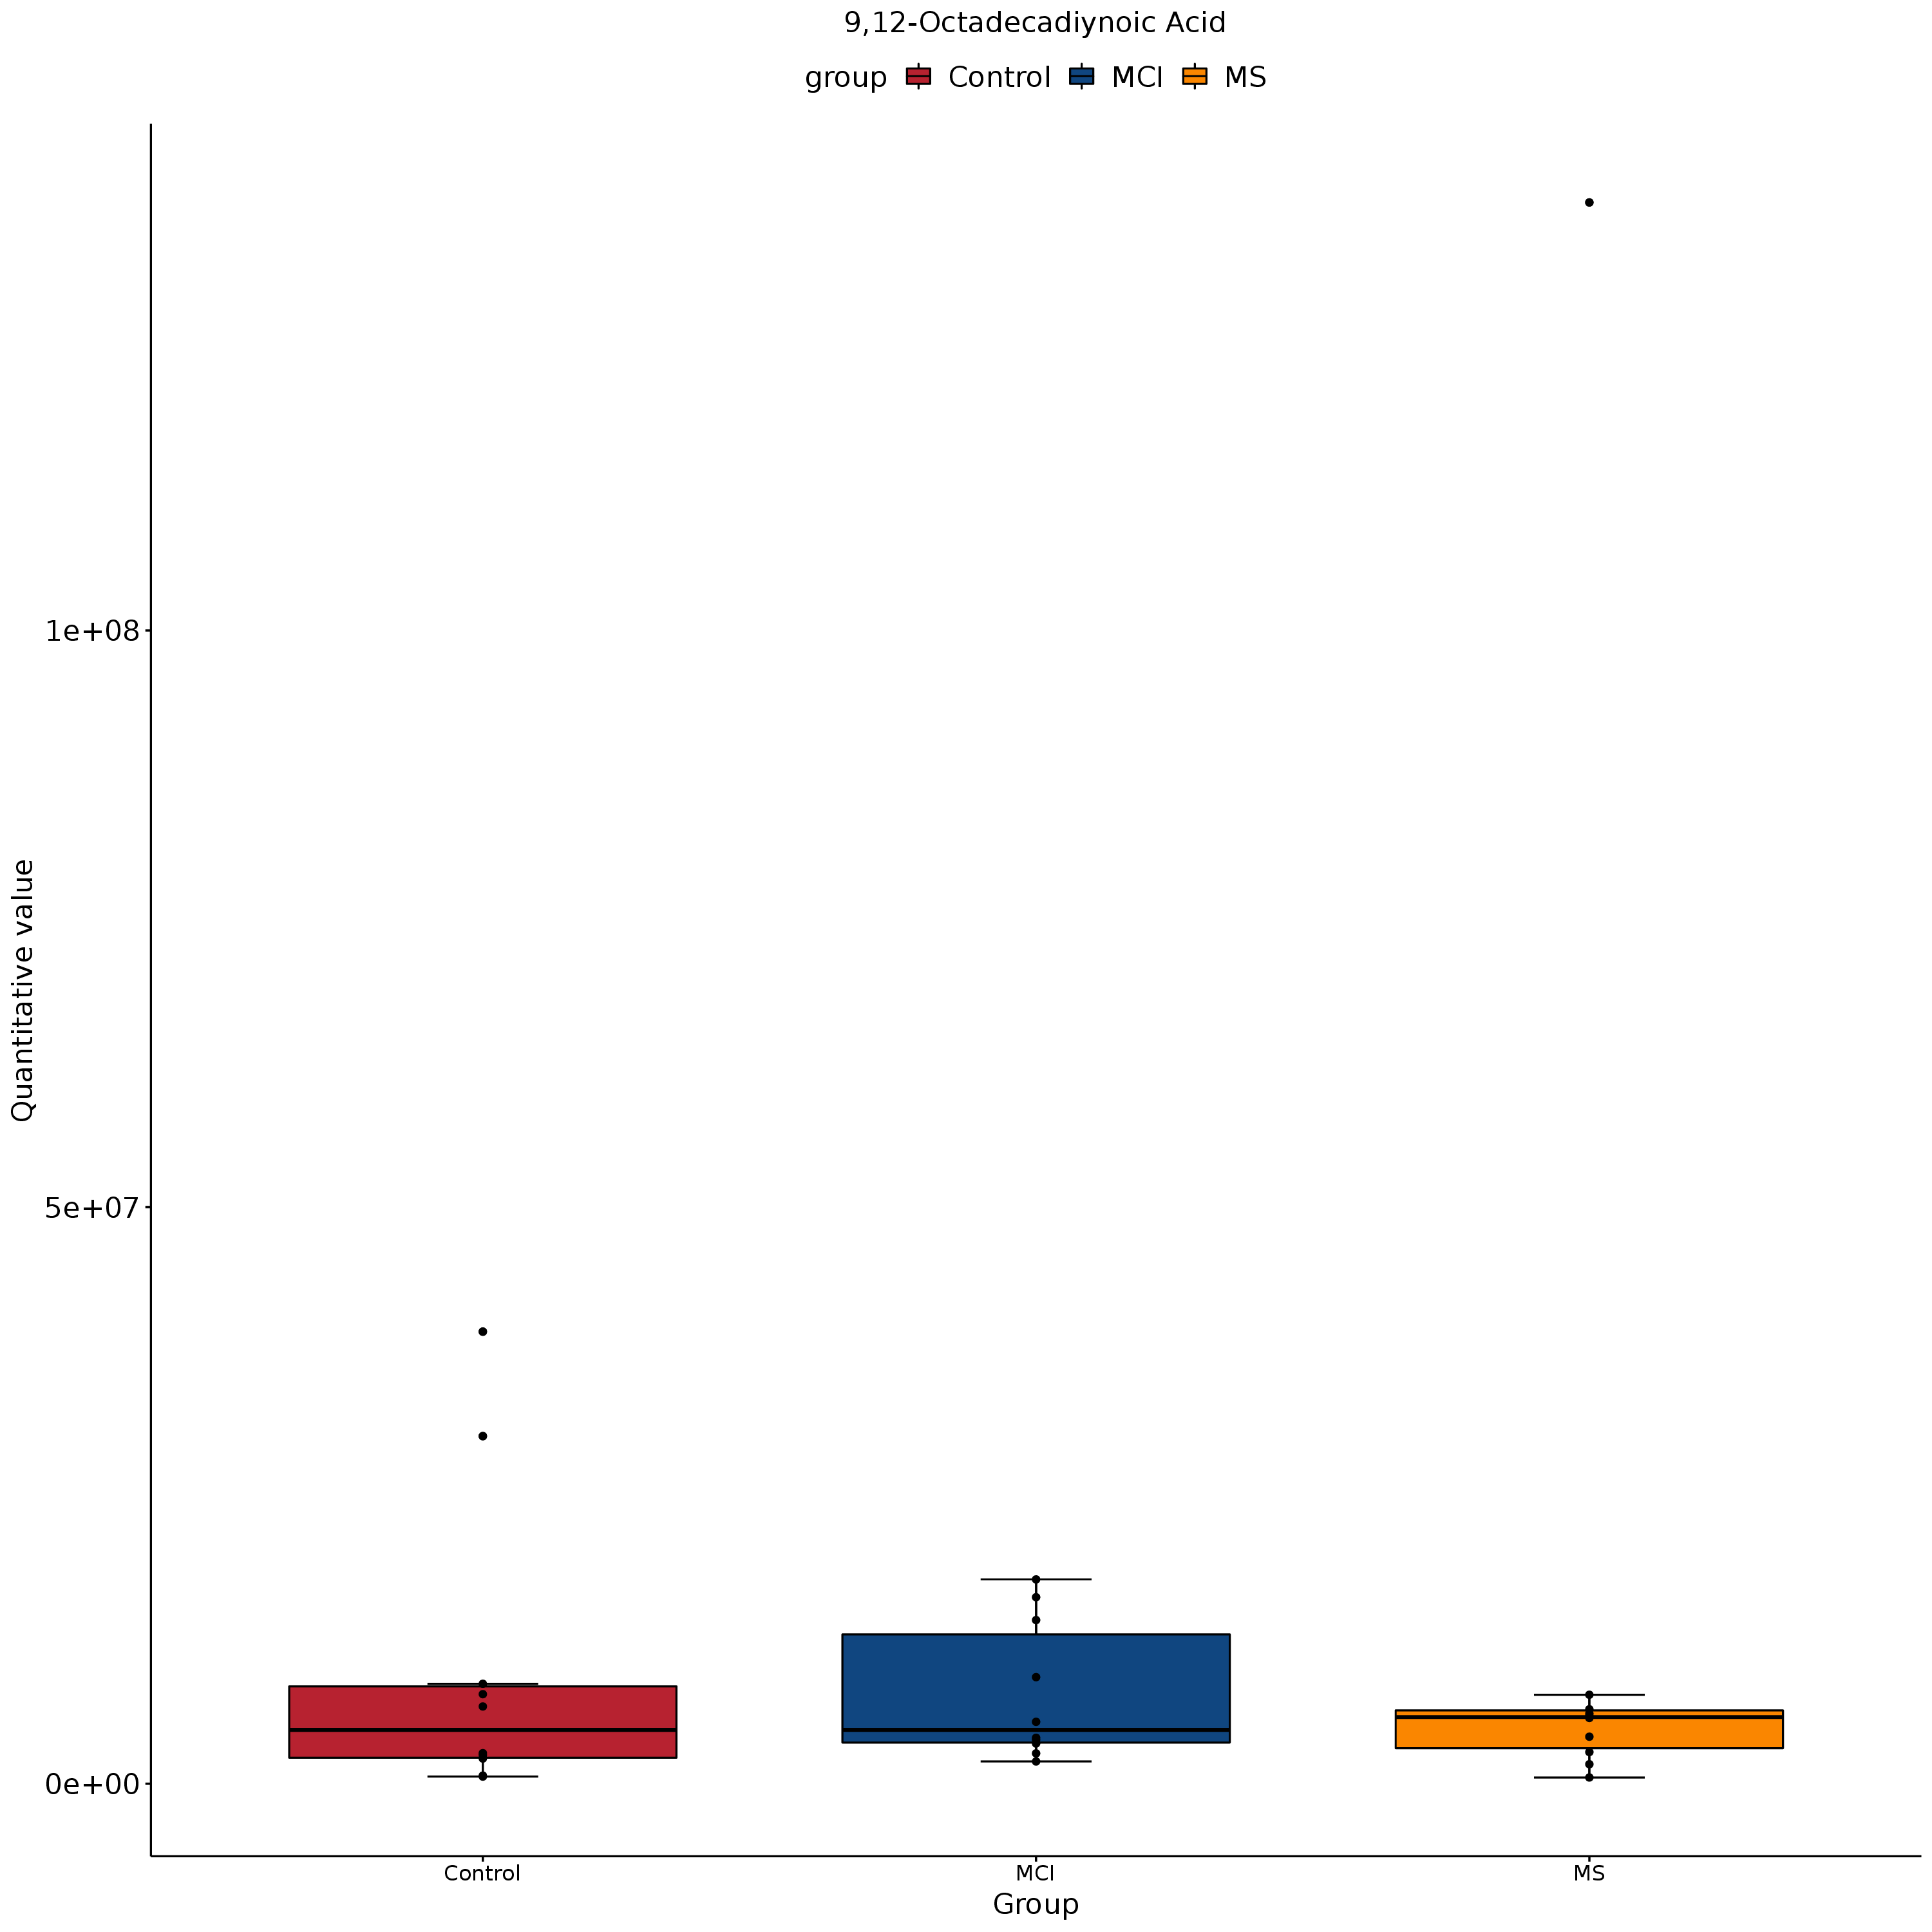 9,12-Octadecadiynoic Acid
group Control MCI MS
Quantitative value
1e+08
5e+07
0e+00
Control MCI MS
Group